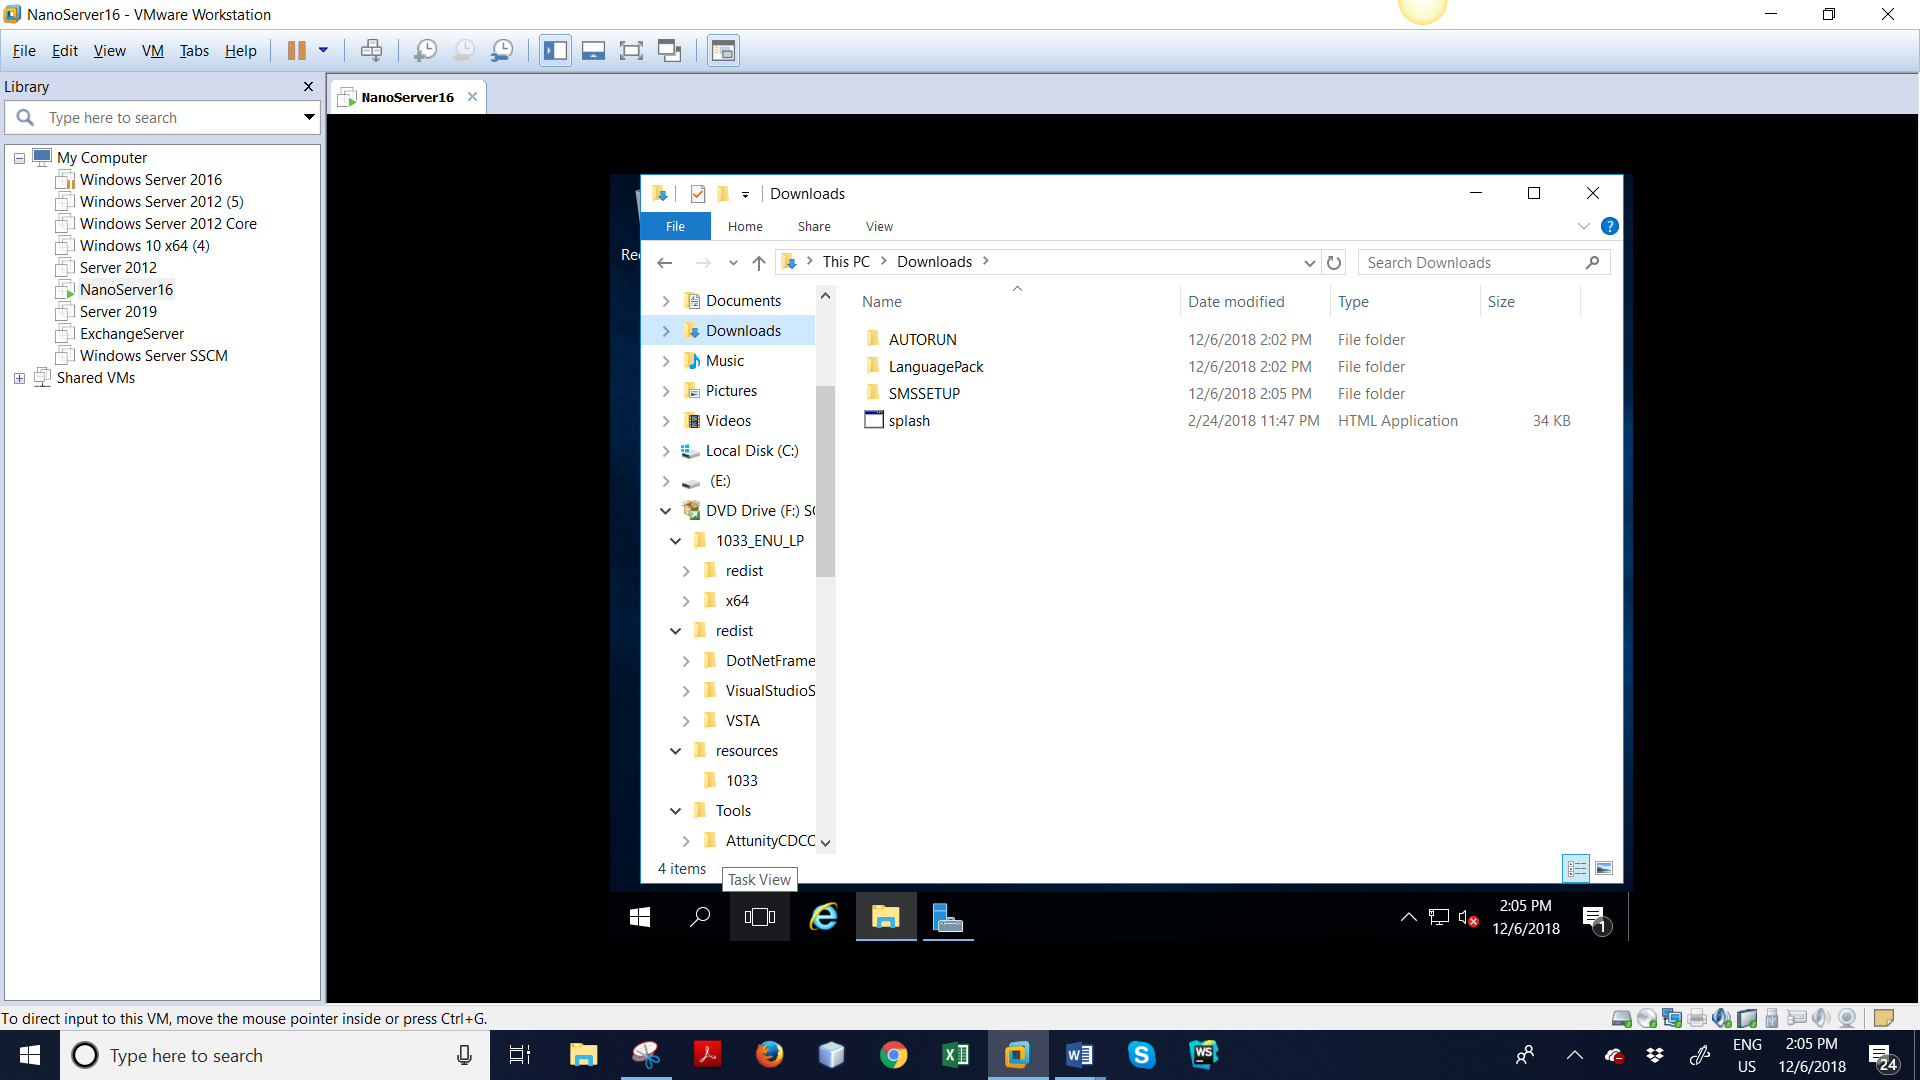 NanoServer16 - VMware Workstation
File Edit View VM Tabs Help
Library
Type here to search
My Computer
Windows Server 2016
Windows Server 2012 (5)
Windows Server 2012 Core
Windows 10 x64 (4)
Server 2012
NanoServer16
Server 2019
ExchangeServer
Windows Server SSCM
Shared VMs
NanoServer16
Rec
Downloads
File Home Share View
This PC Downloads
Search Downloads
Documents
Downloads
Music
Pictures
Videos
Local Disk (C:)
(E:)
DVD Drive (F:) S
1033_ENU_LP
redist
x64
redist
DotNetFrame
VisualStudioS
VSTA
resources
1033
Tools
AttunityCDCC
Name Date modified Type Size
AUTORUN 12/6/2018 2:02 PM File folder
LanguagePack 12/6/2018 2:02 PM File folder
SMSSETUP 12/6/2018 2:05 PM File folder
splash 2/24/2018 11:47 PM HTML Application 34 KB
4 items
Task View
2:05 PM
12/6/2018
1
To direct input to this VM, move the mouse pointer inside or press Ctrl+G.
Type here to search
WS
ENG
US
2:05 PM
12/6/2018
24